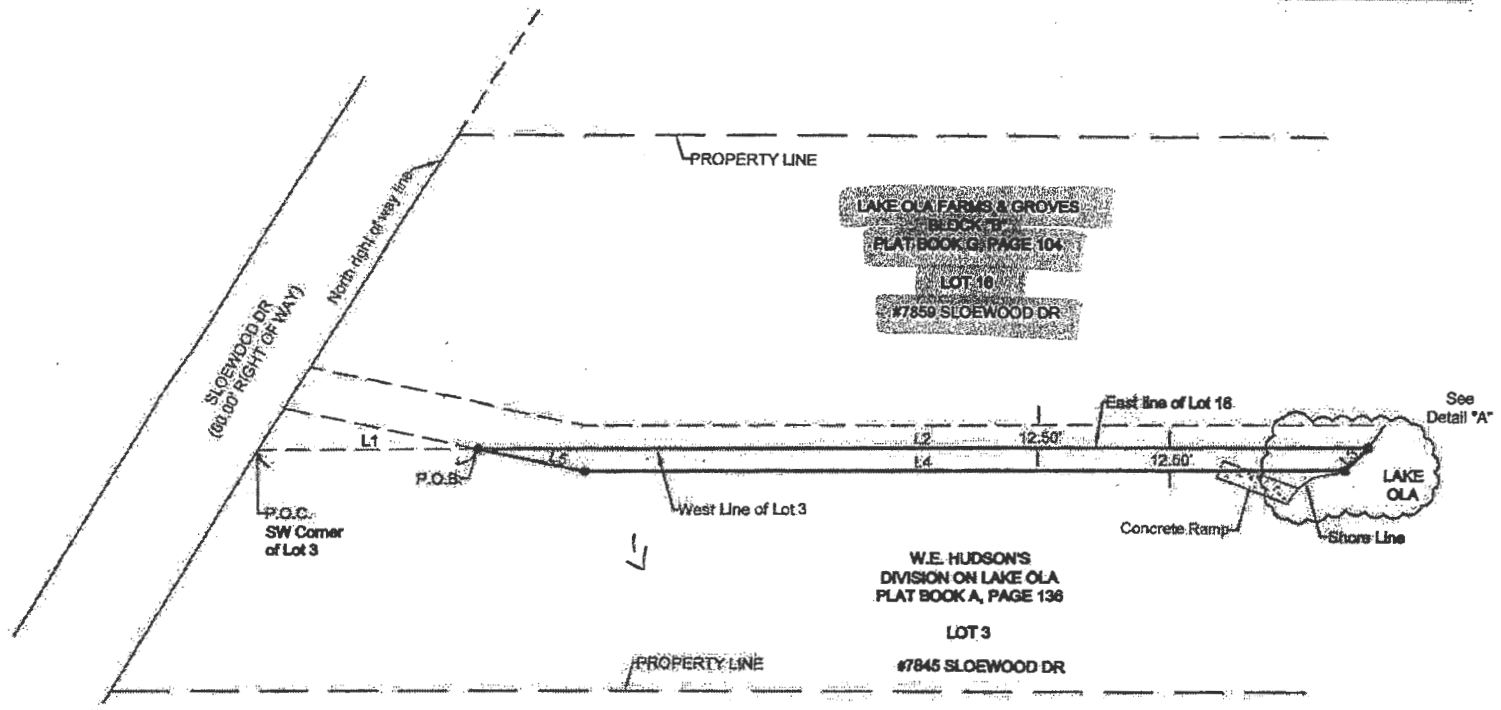 PROPERTY LINE
North right of way line
LAKE OLA FARMS & GROVES
BLOCK "B"
PLAT BOOK G, PAGE 104
LOT 18
#7859 SLOEWOOD DR
SLOEWOOD DR
(60.00' RIGHT OF WAY)
East line of Lot 18
See
Detail "A"
L1
L2
12.50'
P.O.B.
L5
L4
12.50'
L3
LAKE
OLA
P.O.C.
SW Corner
of Lot 3
West Line of Lot 3
Concrete Ramp
Shore Line
W.E. HUDSON'S
DIVISION ON LAKE OLA
PLAT BOOK A, PAGE 136
LOT 3
#7845 SLOEWOOD DR
PROPERTY LINE